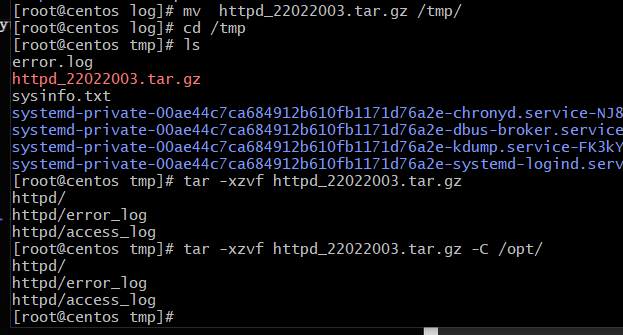 [root@centos log]# mv  httpd_22022003.tar.gz /tmp/
[root@centos log]# cd /tmp
[root@centos tmp]# ls
error.log
httpd_22022003.tar.gz
sysinfo.txt
systemd-private-00ae44c7ca684912b610fb1171d76a2e-chronyd.service-NJ8
systemd-private-00ae44c7ca684912b610fb1171d76a2e-dbus-broker.service
systemd-private-00ae44c7ca684912b610fb1171d76a2e-kdump.service-FK3kY
systemd-private-00ae44c7ca684912b610fb1171d76a2e-systemd-logind.serv
[root@centos tmp]# tar -xzvf httpd_22022003.tar.gz
httpd/
httpd/error_log
httpd/access_log
[root@centos tmp]# tar -xzvf httpd_22022003.tar.gz -C /opt/
httpd/
httpd/error_log
httpd/access_log
[root@centos tmp]#